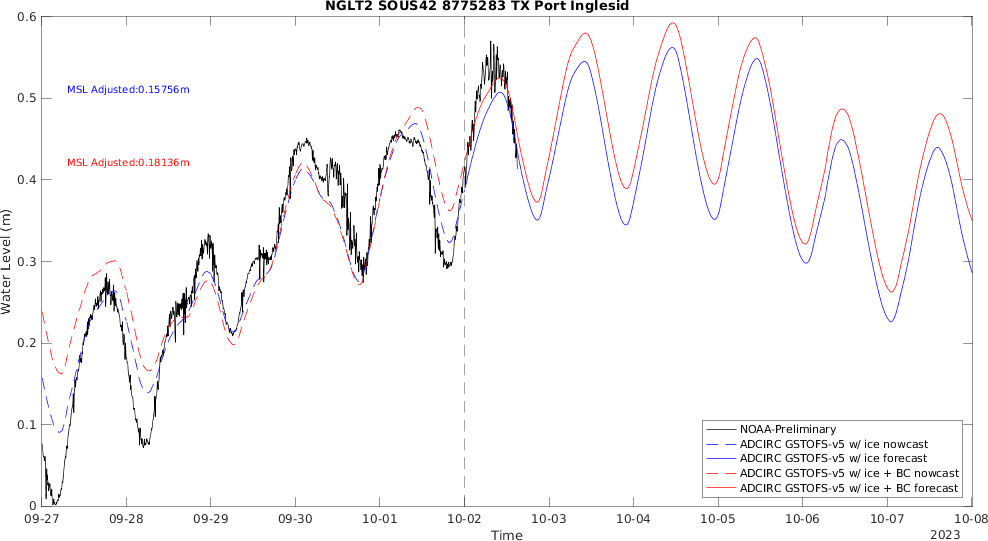 NGLT2 SOUS42 8775283 TX Port Inglesid
0.6
0.5
0.4
0.3
0.2
0.1
0
Water Level (m)
MSL Adjusted:0.15756m
MSL Adjusted:0.18136m
NOAA-Preliminary
ADCIRC GSTOFS-v5 w/ ice nowcast
ADCIRC GSTOFS-v5 w/ ice forecast
ADCIRC GSTOFS-v5 w/ ice + BC nowcast
ADCIRC GSTOFS-v5 w/ ice + BC forecast
09-27 09-28 09-29 09-30 10-01 10-02 10-03 10-04 10-05 10-06 10-07 10-08
Time
2023